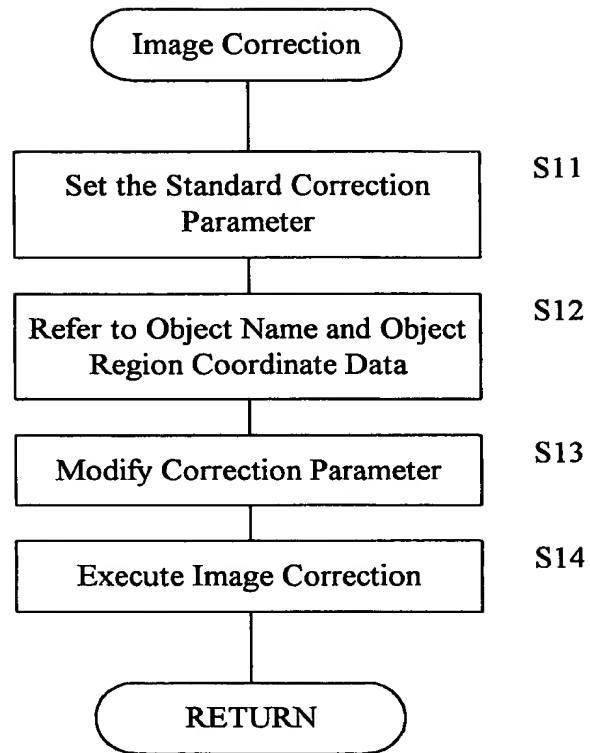 Image Correction
S11
Set the Standard Correction
Parameter
S12
Refer to Object Name and Object
Region Coordinate Data
S13
Modify Correction Parameter
S14
Execute Image Correction
RETURN